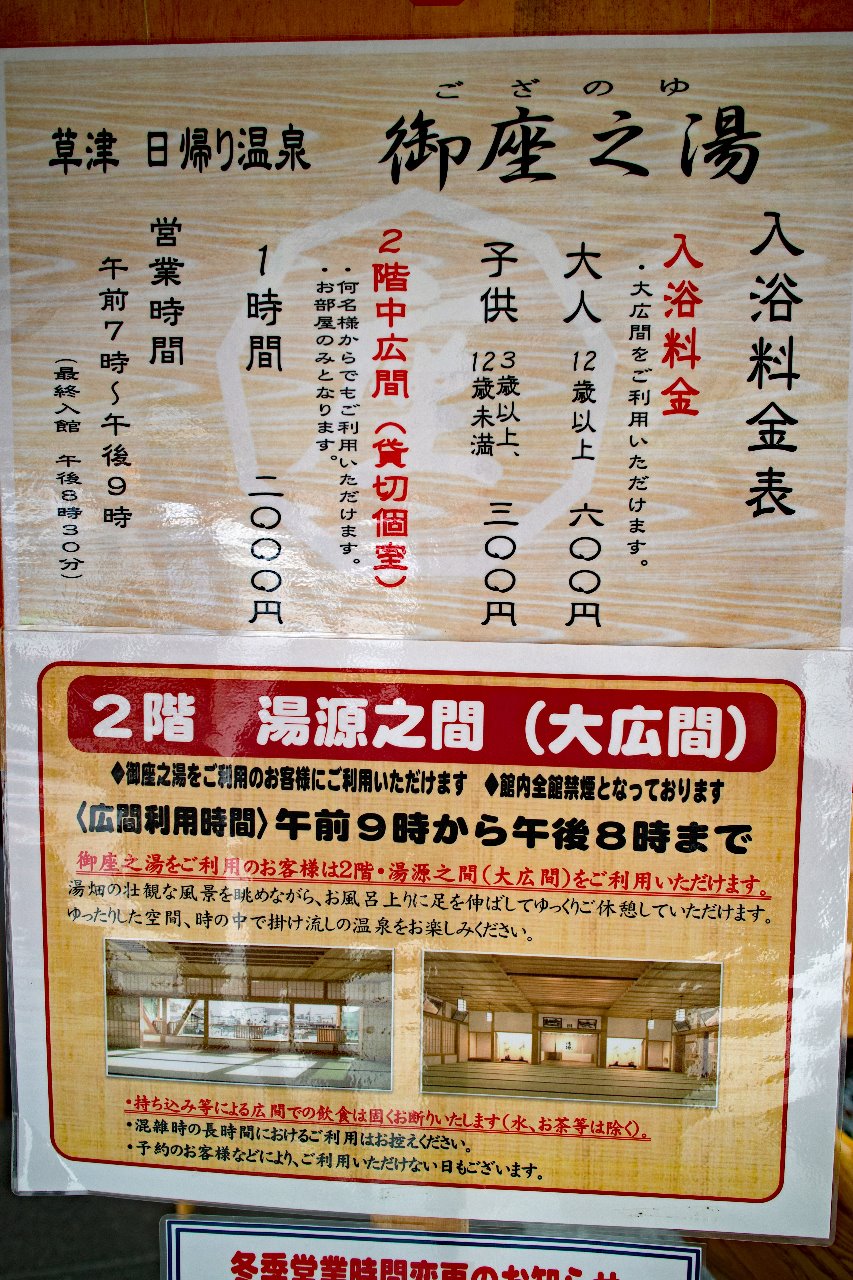 ござのゆ
御座之湯
草津 日帰り温泉
入浴料金表
入浴料金
・大広間をご利用いただけます。
大人 12歳以上 六〇〇円
子供 3歳以上、12歳未満 三〇〇円
2階中広間（貸切個室）
・何名様からでもご利用いただけます。
・お部屋のみとなります。
1時間 二〇〇〇円
営業時間
午前7時〜午後9時
（最終入館 午後8時30分）
2階 湯源之間（大広間）
◆御座之湯をご利用のお客様にご利用いただけます ◆館内全館禁煙となっております
〈広間利用時間〉午前9時から午後8時まで
御座之湯をご利用のお客様は2階・湯源之間（大広間）をご利用いただけます。
湯畑の壮観な風景を眺めながら、お風呂上りに足を伸ばしてゆっくりご休憩していただけます。
ゆったりした空間、時の中で掛け流しの温泉をお楽しみください。
・持ち込み等による広間での飲食は固くお断りいたします（水、お茶等は除く）。
・混雑時の長時間におけるご利用はお控えください。
・予約のお客様などにより、ご利用いただけない日もございます。
冬季営業時間変更のお知らせ